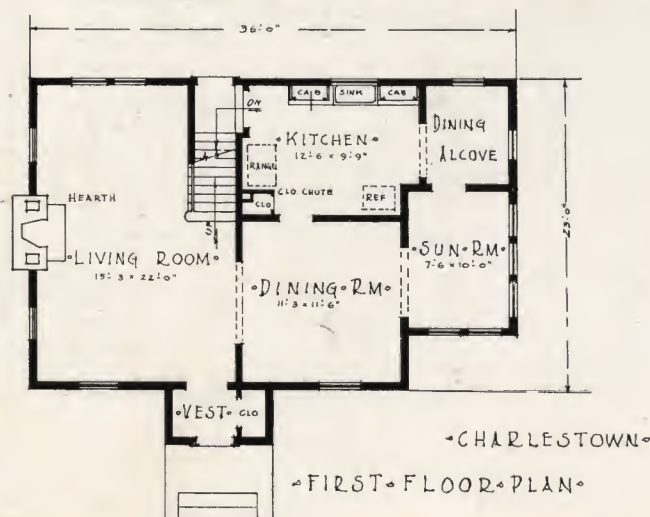 36'-0"
CAB
SINK
CAB
DN
DINING
ALCOVE
•KITCHEN•
12'-6 x 9'-9"
RANGE
CLO. CHUTE
REF
CLO
HEARTH
UP
•LIVING ROOM•
15'-3 x 22'-0"
•DINING•RM•
11'-3 x 11'-6"
•SUN•RM•
7'-6 x 10'-0"
23'-0"
•VEST•
CLO
•CHARLESTOWN•
•FIRST•FLOOR•PLAN•